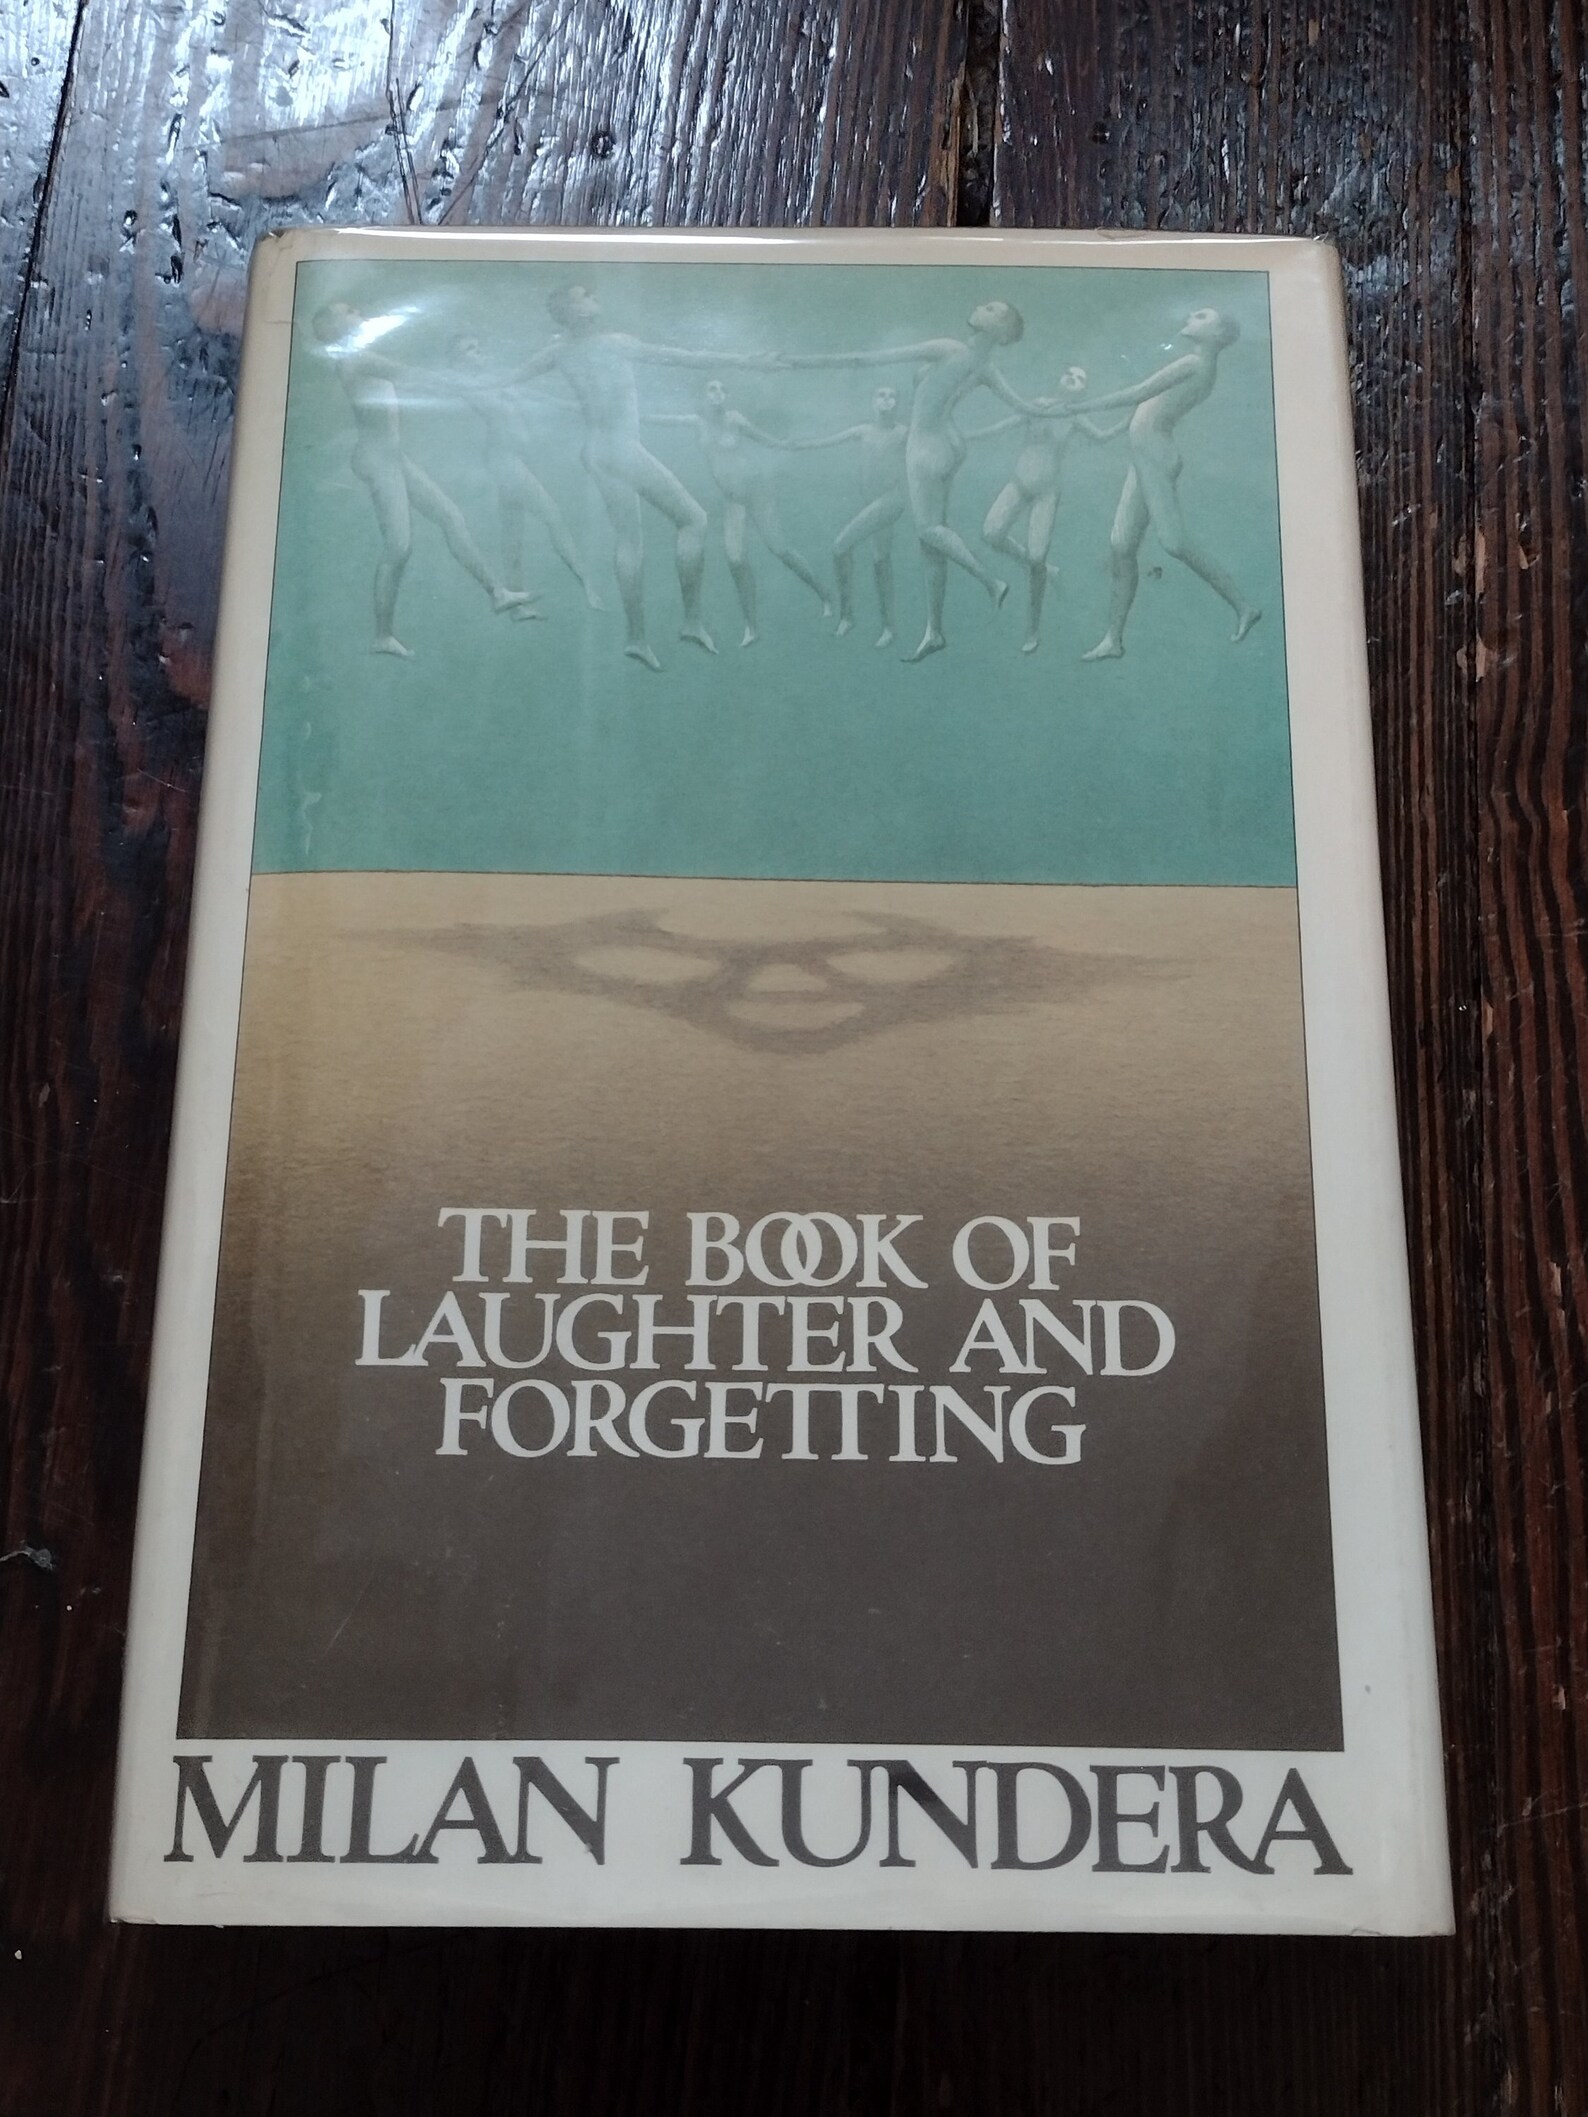 THE BOOK OF
LAUGHTER AND
FORGETTING
MILAN KUNDERA